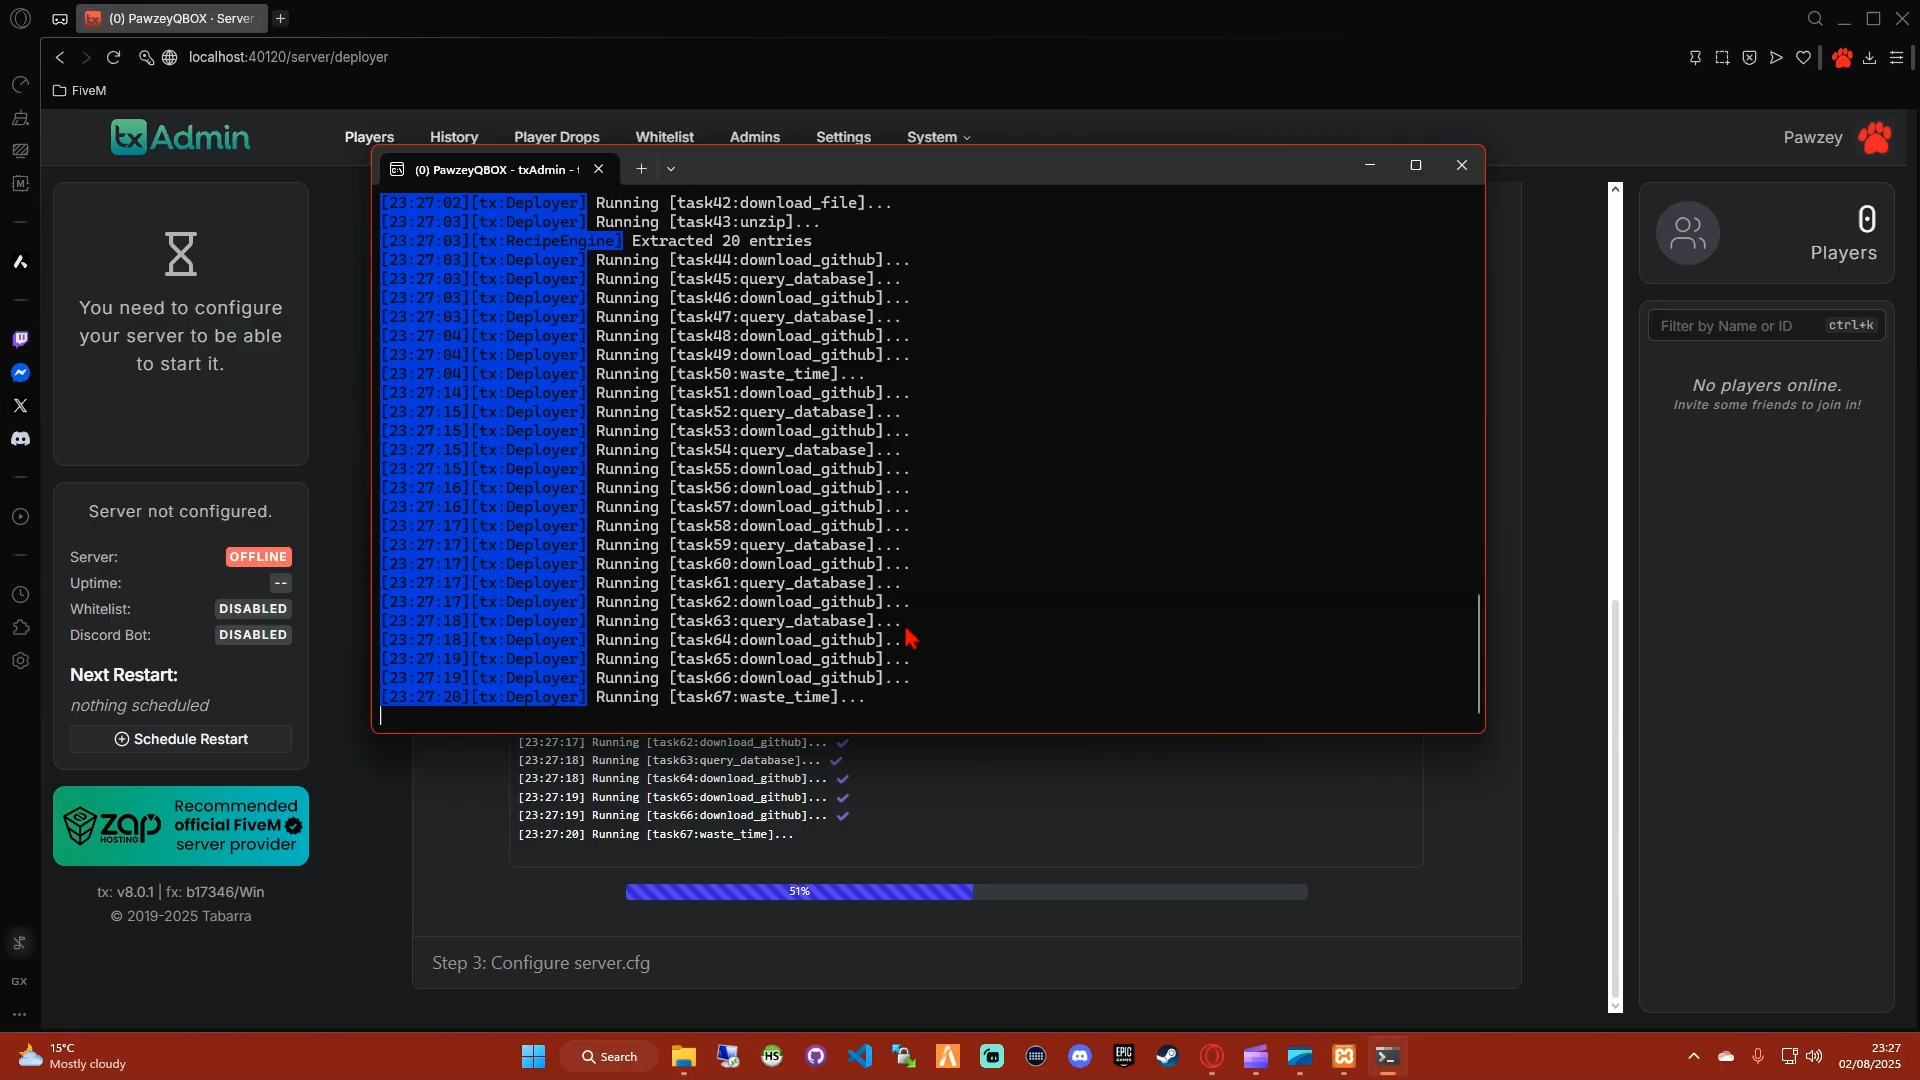 (0) PawzeyQBOX · Server
localhost:40120/server/deployer
FiveM
tx Admin
Players
History
Player Drops
Whitelist
Admins
Settings
System
Pawzey
You need to configure
your server to be able
to start it.
Server not configured.
Server: OFFLINE
Uptime: --
Whitelist: DISABLED
Discord Bot: DISABLED
Next Restart:
nothing scheduled
Schedule Restart
ZAP HOSTING
Recommended
official FiveM
server provider
tx: v8.0.1 | fx: b17346/Win
© 2019-2025 Tabarra
(0) PawzeyQBOX - txAdmin -
[23:27:02][tx:Deployer] Running [task42:download_file]...
[23:27:03][tx:Deployer] Running [task43:unzip]...
[23:27:03][tx:RecipeEngine] Extracted 20 entries
[23:27:03][tx:Deployer] Running [task44:download_github]...
[23:27:03][tx:Deployer] Running [task45:query_database]...
[23:27:03][tx:Deployer] Running [task46:download_github]...
[23:27:03][tx:Deployer] Running [task47:query_database]...
[23:27:04][tx:Deployer] Running [task48:download_github]...
[23:27:04][tx:Deployer] Running [task49:download_github]...
[23:27:04][tx:Deployer] Running [task50:waste_time]...
[23:27:14][tx:Deployer] Running [task51:download_github]...
[23:27:15][tx:Deployer] Running [task52:query_database]...
[23:27:15][tx:Deployer] Running [task53:download_github]...
[23:27:15][tx:Deployer] Running [task54:query_database]...
[23:27:15][tx:Deployer] Running [task55:download_github]...
[23:27:16][tx:Deployer] Running [task56:download_github]...
[23:27:16][tx:Deployer] Running [task57:download_github]...
[23:27:17][tx:Deployer] Running [task58:download_github]...
[23:27:17][tx:Deployer] Running [task59:query_database]...
[23:27:17][tx:Deployer] Running [task60:download_github]...
[23:27:17][tx:Deployer] Running [task61:query_database]...
[23:27:17][tx:Deployer] Running [task62:download_github]...
[23:27:18][tx:Deployer] Running [task63:query_database]...
[23:27:18][tx:Deployer] Running [task64:download_github]...
[23:27:19][tx:Deployer] Running [task65:download_github]...
[23:27:19][tx:Deployer] Running [task66:download_github]...
[23:27:20][tx:Deployer] Running [task67:waste_time]...
[23:27:17] Running [task62:download_github]...
[23:27:18] Running [task63:query_database]...
[23:27:18] Running [task64:download_github]...
[23:27:19] Running [task65:download_github]...
[23:27:19] Running [task66:download_github]...
[23:27:20] Running [task67:waste_time]...
51%
Step 3: Configure server.cfg
0
Players
Filter by Name or ID ctrl+k
No players online.
Invite some friends to join in!
GX
15°C
Mostly cloudy
Search
HS
EPIC GAMES
23:27
02/08/2025